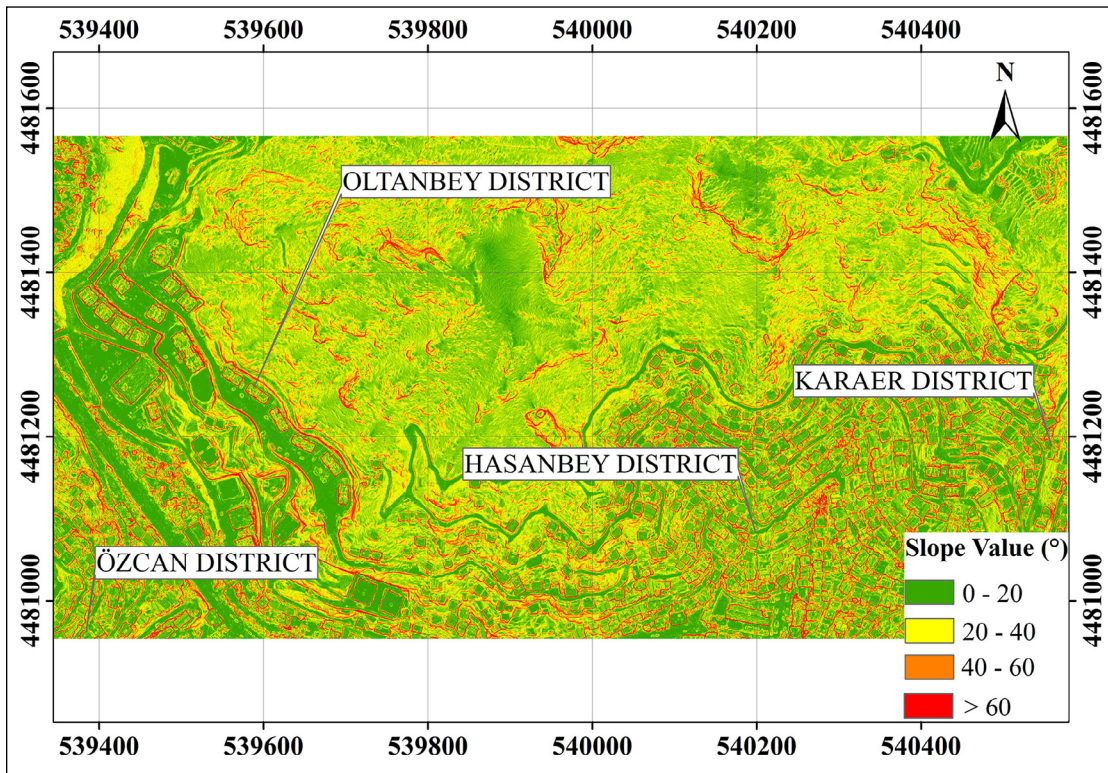 539400 539600 539800 540000 540200 540400
N
4481600 4481600
OLTANBEY DISTRICT
4481400 4481400
KARAER DISTRICT
4481200 4481200
HASANBEY DISTRICT
Slope Value (°)
ÖZCAN DISTRICT
0 - 20
4481000 4481000
20 - 40
40 - 60
> 60
539400 539600 539800 540000 540200 540400